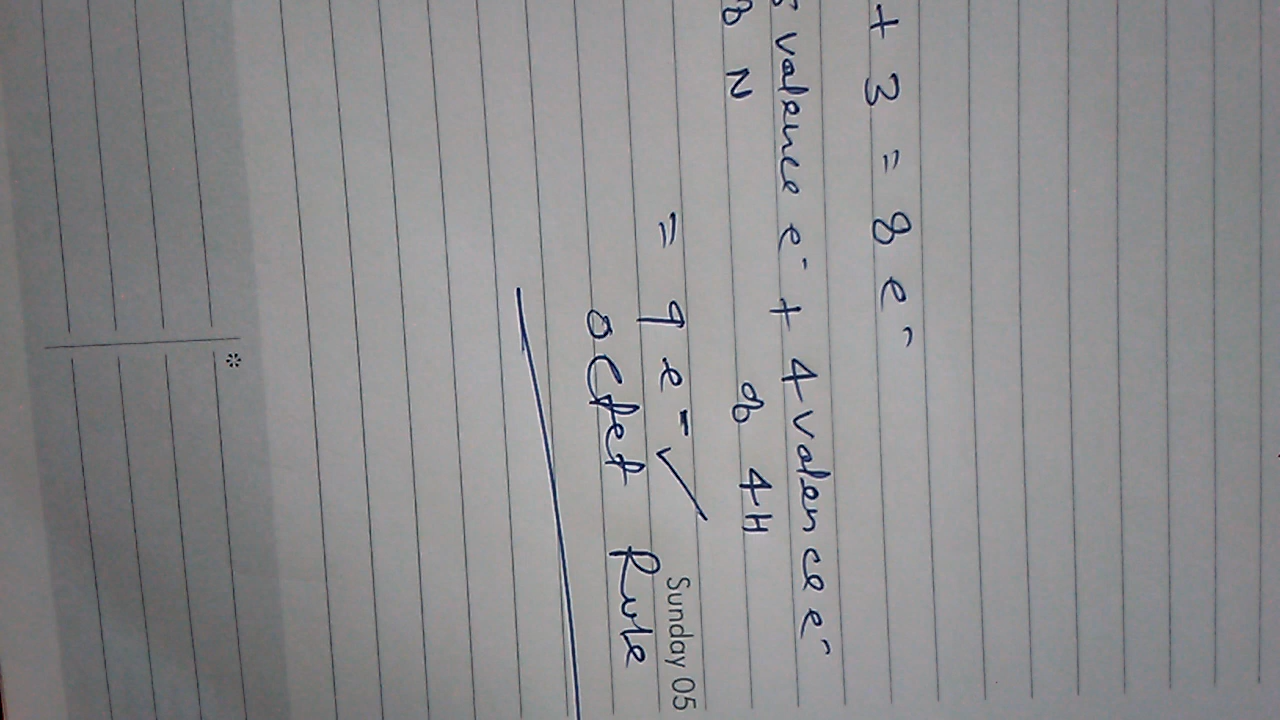 + 3 = 8 e⁻
valence e⁻ + 4 valence e⁻
N 4H
= 9 e⁻ ✓
Octet Rule
Sunday 05
*